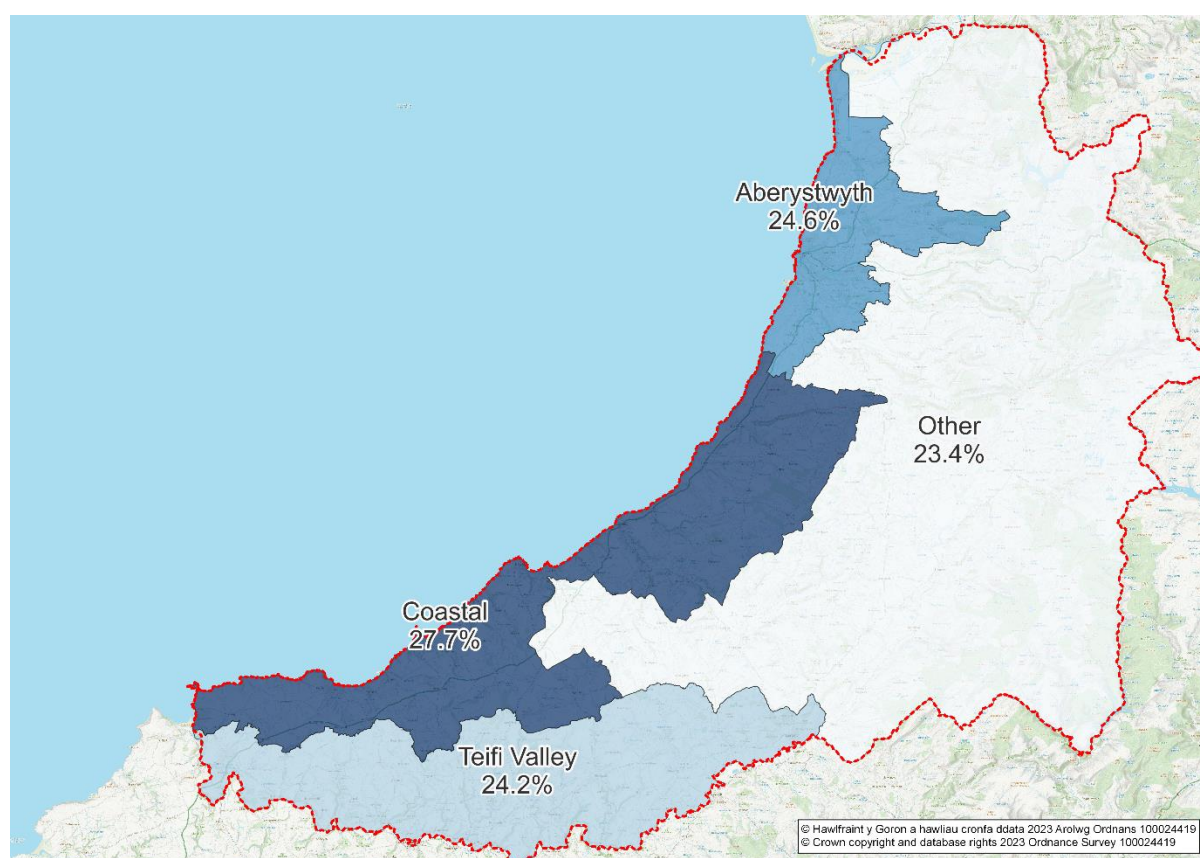 Aberystwyth
24.6%
Other
23.4%
Coastal
27.7%
Teifi Valley
24.2%
© Hawlfraint y Goron a hawliau cronfa ddata 2023 Arolwg Ordnans 100024419
© Crown copyright and database rights 2023 Ordnance Survey 100024419